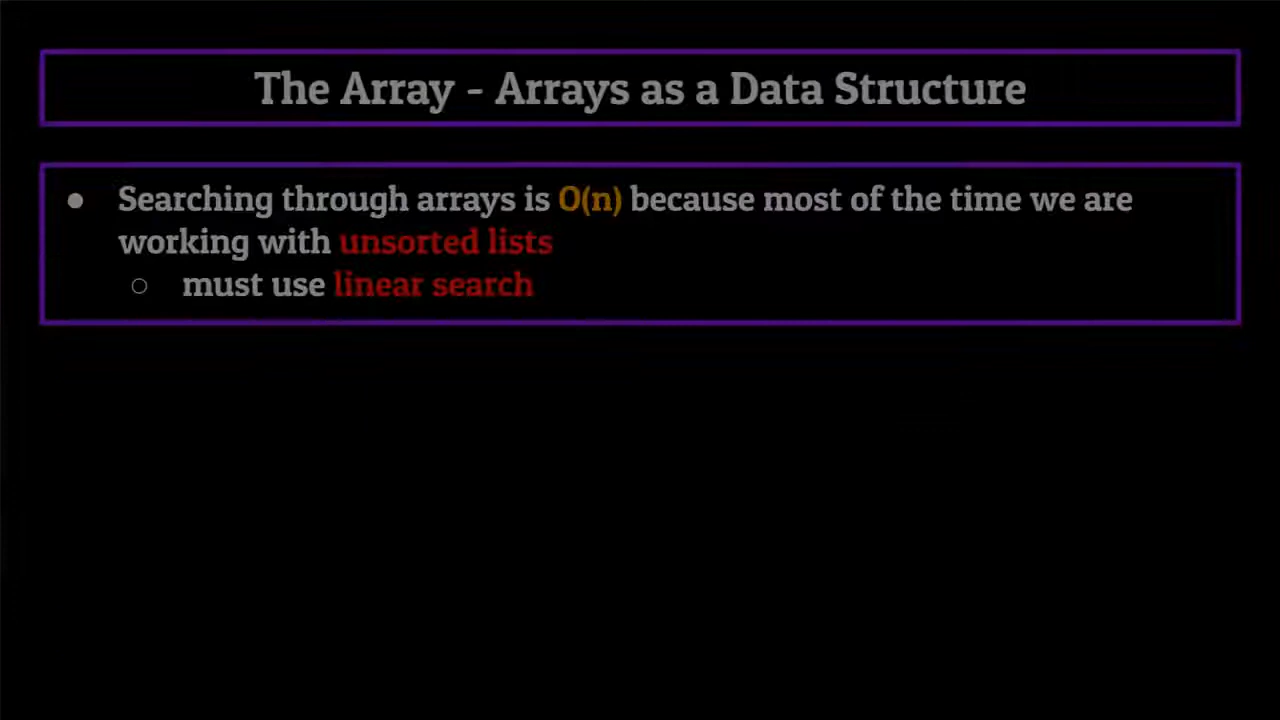 The Array - Arrays as a Data Structure
● Searching through arrays is O(n) because most of the time we are
working with unsorted lists
○ must use linear search